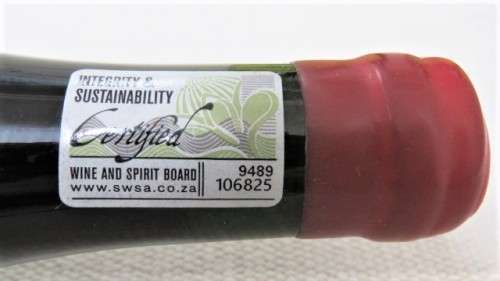 INTEGRITY &
SUSTAINABILITY
Certified
WINE AND SPIRIT BOARD
www.swsa.co.za
9489
106825